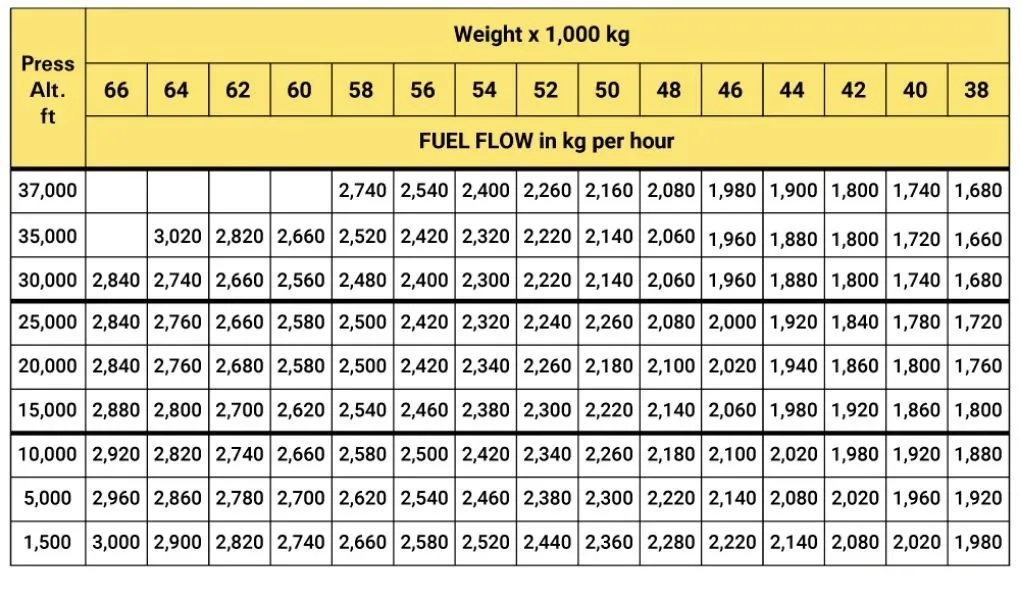 Weight x 1,000 kg
Press Alt. ft
66 64 62 60 58 56 54 52 50 48 46 44 42 40 38
FUEL FLOW in kg per hour
37,000 2,740 2,540 2,400 2,260 2,160 2,080 1,980 1,900 1,800 1,740 1,680
35,000 3,020 2,820 2,660 2,520 2,420 2,320 2,220 2,140 2,060 1,960 1,880 1,800 1,720 1,660
30,000 2,840 2,740 2,660 2,560 2,480 2,400 2,300 2,220 2,140 2,060 1,960 1,880 1,800 1,740 1,680
25,000 2,840 2,760 2,660 2,580 2,500 2,420 2,320 2,240 2,260 2,080 2,000 1,920 1,840 1,780 1,720
20,000 2,840 2,760 2,680 2,580 2,500 2,420 2,340 2,260 2,180 2,100 2,020 1,940 1,860 1,800 1,760
15,000 2,880 2,800 2,700 2,620 2,540 2,460 2,380 2,300 2,220 2,140 2,060 1,980 1,920 1,860 1,800
10,000 2,920 2,820 2,740 2,660 2,580 2,500 2,420 2,340 2,260 2,180 2,100 2,020 1,980 1,920 1,880
5,000 2,960 2,860 2,780 2,700 2,620 2,540 2,460 2,380 2,300 2,220 2,140 2,080 2,020 1,960 1,920
1,500 3,000 2,900 2,820 2,740 2,660 2,580 2,520 2,440 2,360 2,280 2,220 2,140 2,080 2,020 1,980